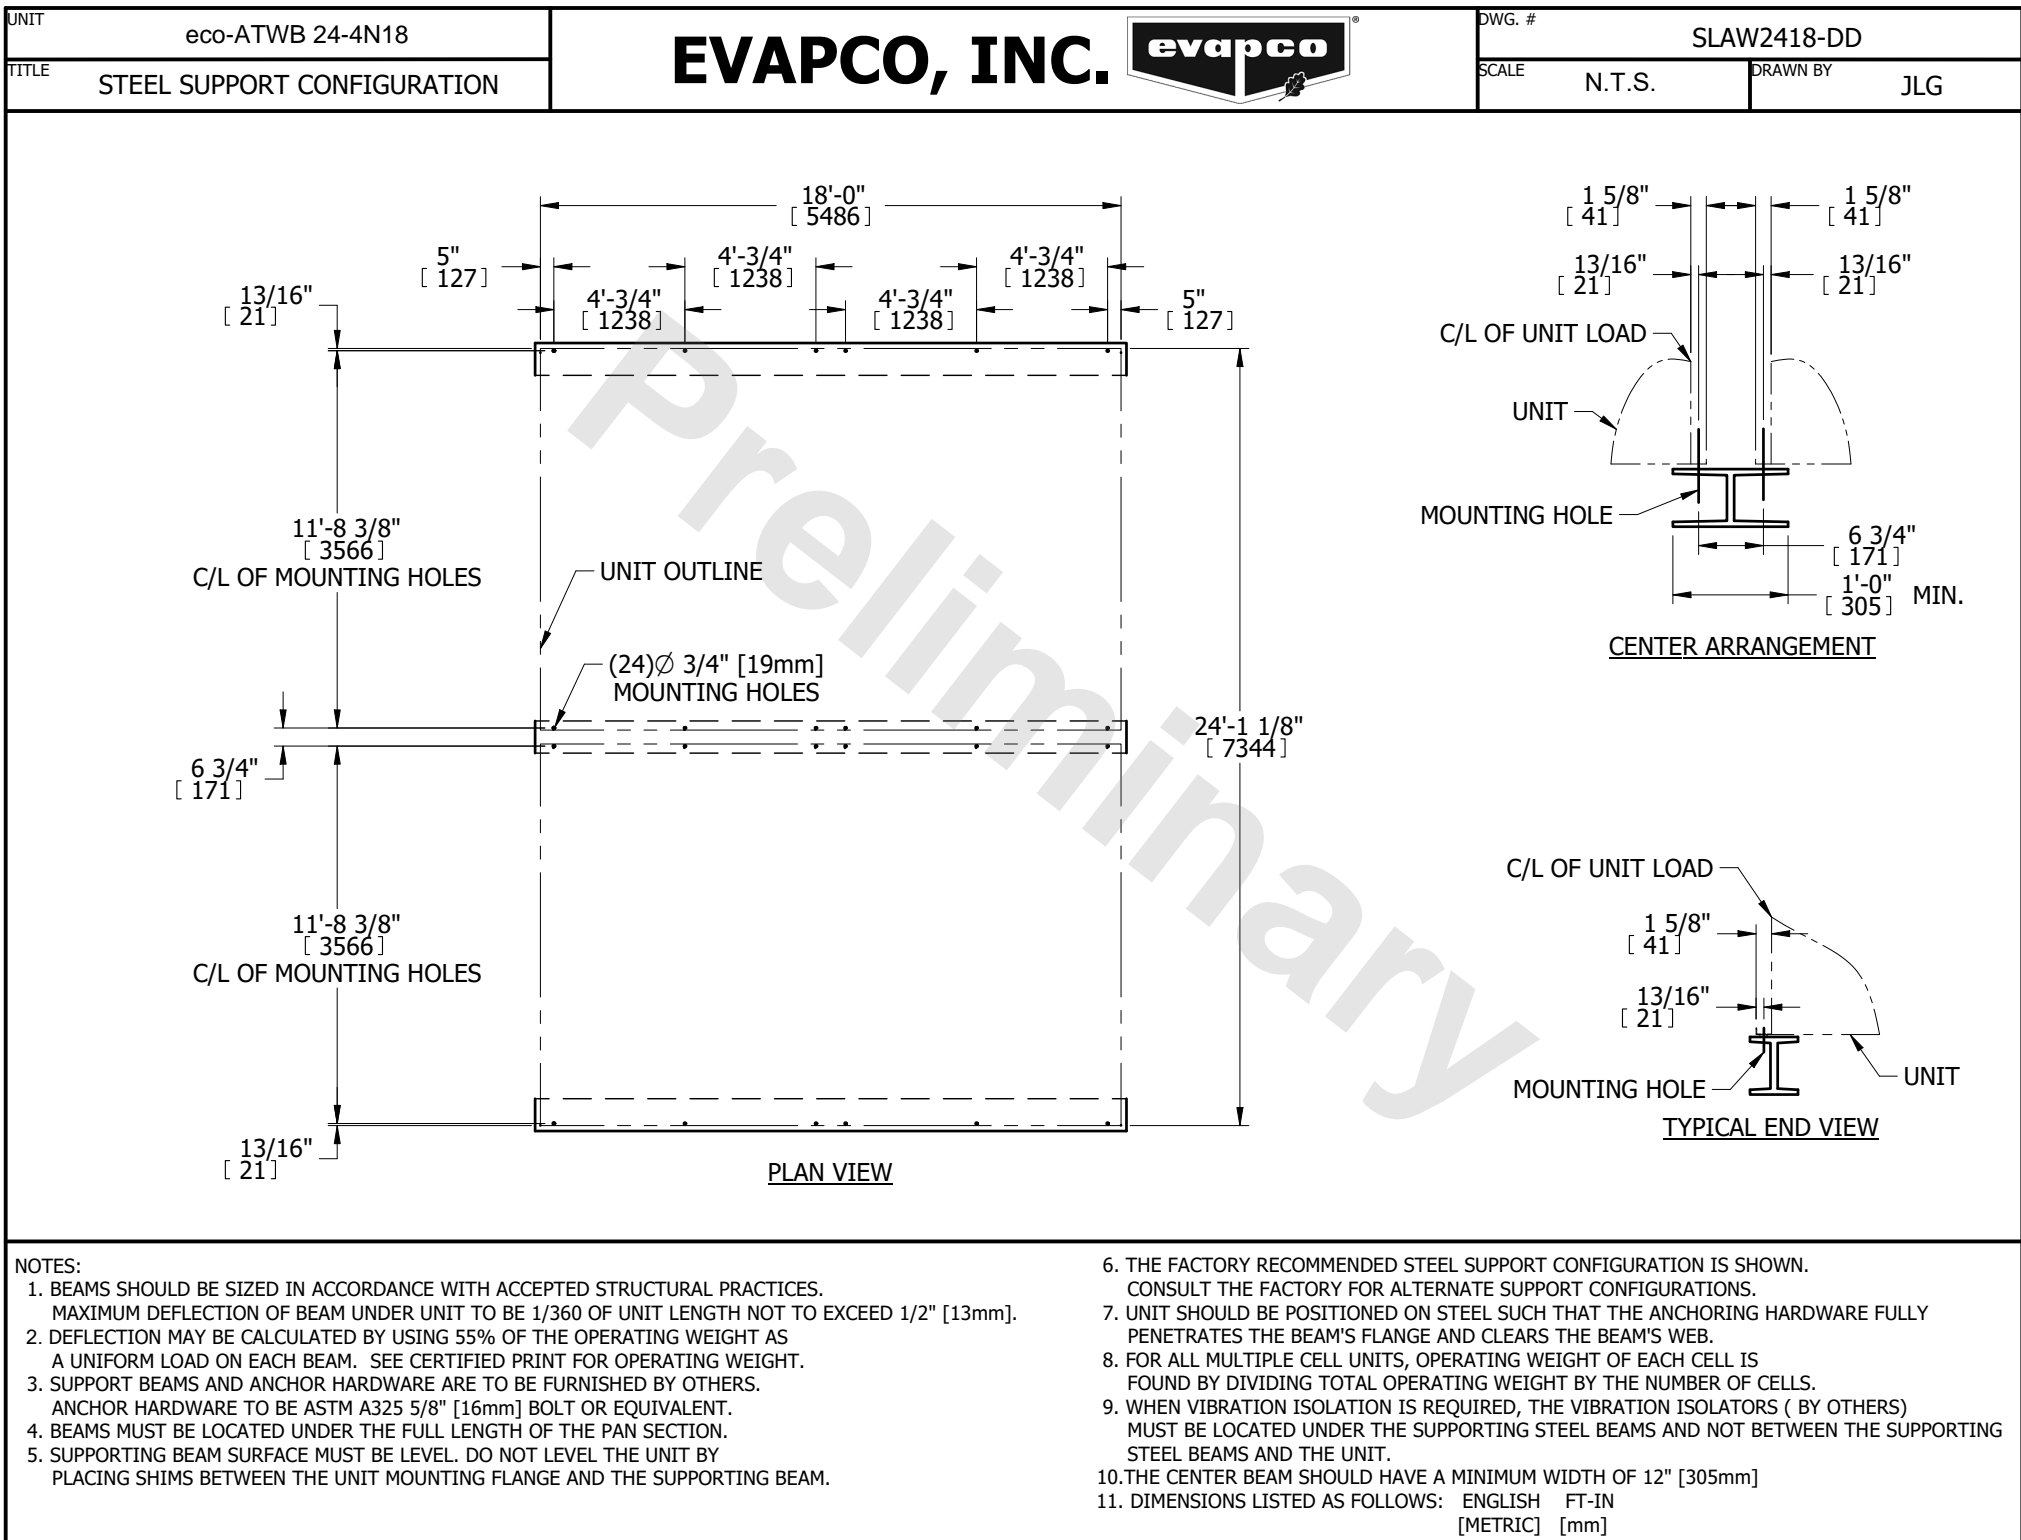 UNIT
eco-ATWB 24-4N18
TITLE
STEEL SUPPORT CONFIGURATION
EVAPCO, INC.
evapco
®
DWG. #
SLAW2418-DD
SCALE
N.T.S.
DRAWN BY
JLG
18'-0"
[ 5486 ]
5"
[ 127 ]
4'-3/4"
[ 1238 ]
4'-3/4"
[ 1238 ]
13/16"
[ 21 ]
4'-3/4"
[ 1238 ]
4'-3/4"
[ 1238 ]
5"
[ 127 ]
11'-8 3/8"
[ 3566 ]
C/L OF MOUNTING HOLES
UNIT OUTLINE
(24)∅ 3/4" [19mm]
MOUNTING HOLES
6 3/4"
[ 171 ]
24'-1 1/8"
[ 7344 ]
11'-8 3/8"
[ 3566 ]
C/L OF MOUNTING HOLES
13/16"
[ 21 ]
PLAN VIEW
Preliminary
1 5/8"
[ 41 ]
1 5/8"
[ 41 ]
13/16"
[ 21 ]
13/16"
[ 21 ]
C/L OF UNIT LOAD
UNIT
MOUNTING HOLE
6 3/4"
[ 171 ]
1'-0"
[ 305 ] MIN.
CENTER ARRANGEMENT
C/L OF UNIT LOAD
1 5/8"
[ 41 ]
13/16"
[ 21 ]
MOUNTING HOLE
UNIT
TYPICAL END VIEW
NOTES:
1. BEAMS SHOULD BE SIZED IN ACCORDANCE WITH ACCEPTED STRUCTURAL PRACTICES.
MAXIMUM DEFLECTION OF BEAM UNDER UNIT TO BE 1/360 OF UNIT LENGTH NOT TO EXCEED 1/2" [13mm].
2. DEFLECTION MAY BE CALCULATED BY USING 55% OF THE OPERATING WEIGHT AS
A UNIFORM LOAD ON EACH BEAM. SEE CERTIFIED PRINT FOR OPERATING WEIGHT.
3. SUPPORT BEAMS AND ANCHOR HARDWARE ARE TO BE FURNISHED BY OTHERS.
ANCHOR HARDWARE TO BE ASTM A325 5/8" [16mm] BOLT OR EQUIVALENT.
4. BEAMS MUST BE LOCATED UNDER THE FULL LENGTH OF THE PAN SECTION.
5. SUPPORTING BEAM SURFACE MUST BE LEVEL. DO NOT LEVEL THE UNIT BY
PLACING SHIMS BETWEEN THE UNIT MOUNTING FLANGE AND THE SUPPORTING BEAM.
6. THE FACTORY RECOMMENDED STEEL SUPPORT CONFIGURATION IS SHOWN.
CONSULT THE FACTORY FOR ALTERNATE SUPPORT CONFIGURATIONS.
7. UNIT SHOULD BE POSITIONED ON STEEL SUCH THAT THE ANCHORING HARDWARE FULLY
PENETRATES THE BEAM'S FLANGE AND CLEARS THE BEAM'S WEB.
8. FOR ALL MULTIPLE CELL UNITS, OPERATING WEIGHT OF EACH CELL IS
FOUND BY DIVIDING TOTAL OPERATING WEIGHT BY THE NUMBER OF CELLS.
9. WHEN VIBRATION ISOLATION IS REQUIRED, THE VIBRATION ISOLATORS ( BY OTHERS)
MUST BE LOCATED UNDER THE SUPPORTING STEEL BEAMS AND NOT BETWEEN THE SUPPORTING
STEEL BEAMS AND THE UNIT.
10.THE CENTER BEAM SHOULD HAVE A MINIMUM WIDTH OF 12" [305mm]
11. DIMENSIONS LISTED AS FOLLOWS: ENGLISH FT-IN
[METRIC] [mm]